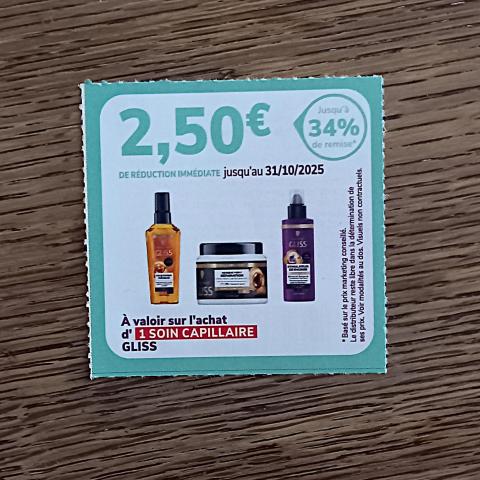 2,50€
Jusqu'à
34%
de remise*
DE RÉDUCTION IMMÉDIATE jusqu'au 31/10/2025
GLISS
GLISS
À valoir sur l'achat
d' 1 SOIN CAPILLAIRE
GLISS
* Basé sur le prix marketing conseillé.
Le distributeur reste libre dans la détermination de
ses prix. Voir modalités au dos. Visuels non contractuels.